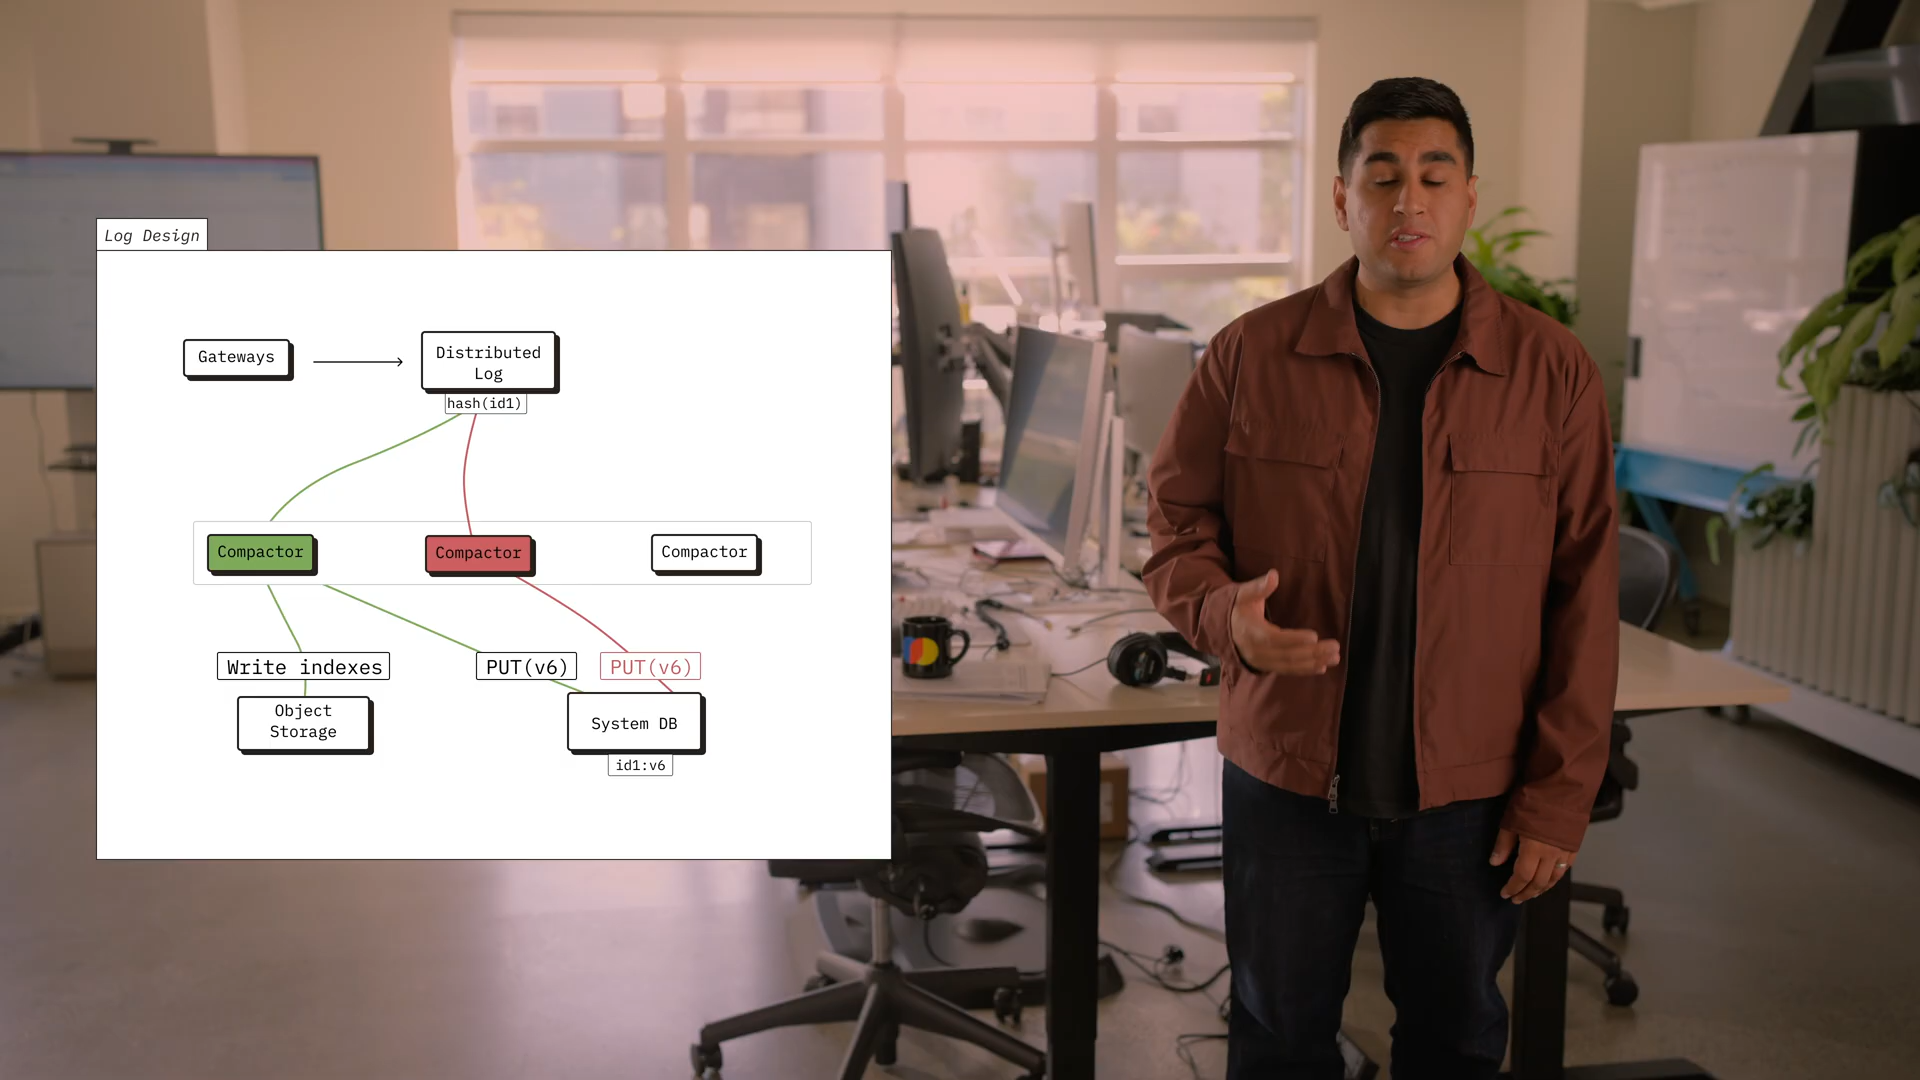 Log Design
Gateways
Distributed
Log
hash(id1)
Compactor
Compactor
Compactor
Write indexes
PUT(v6)
PUT(v6)
Object
Storage
System DB
id1:v6